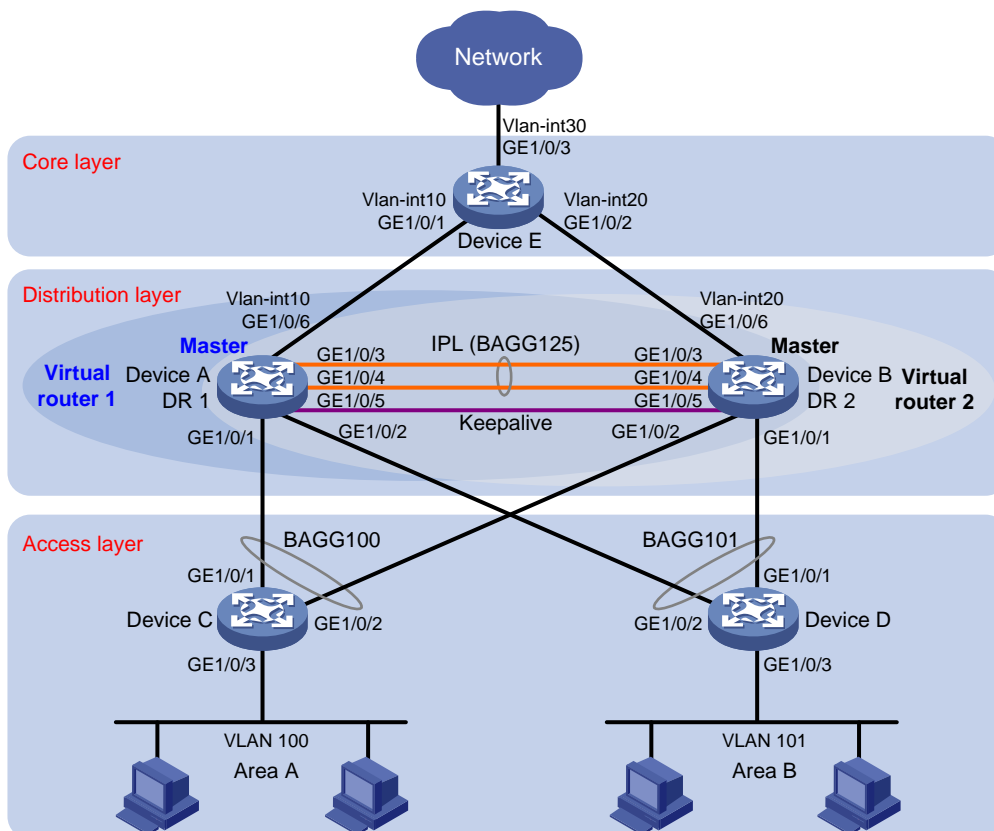 Network
Vlan-int30
GE1/0/3
Core layer
Vlan-int10
GE1/0/1
Vlan-int20
GE1/0/2
Device E
Distribution layer
Vlan-int10
GE1/0/6
Vlan-int20
GE1/0/6
Master
IPL (BAGG125)
Master
GE1/0/3
GE1/0/3
Virtual
router 1
Device A
DR 1
GE1/0/4
GE1/0/4
Device B
DR 2
Virtual
router 2
GE1/0/5
GE1/0/5
Keepalive
GE1/0/1
GE1/0/2
GE1/0/2
GE1/0/1
Access layer
BAGG100
BAGG101
GE1/0/1
GE1/0/1
Device C
GE1/0/2
GE1/0/2
Device D
GE1/0/3
GE1/0/3
VLAN 100
VLAN 101
Area A
Area B